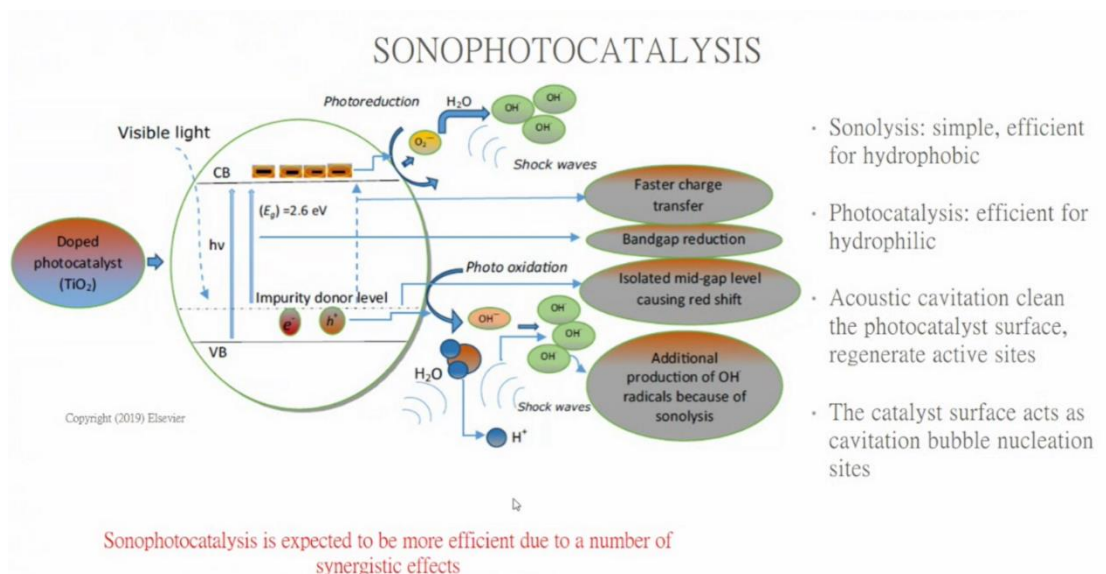 SONOPHOTOCATALYSIS
Photoreduction
H₂O
OH·
OH·
OH·
O₂·⁻
Shock waves
Visible light
CB
(Eg) =2.6 eV
hν
Doped
photocatalyst
(TiO₂)
Impurity donor level
e⁻
h⁺
VB
Photo oxidation
OH⁻
OH·
OH·
OH·
H₂O
Shock waves
H⁺
Faster charge
transfer
Bandgap reduction
Isolated mid-gap level
causing red shift
Additional
production of OH·
radicals because of
sonolysis
Copyright (2019) Elsevier
· Sonolysis: simple, efficient
for hydrophobic
· Photocatalysis: efficient for
hydrophilic
· Acoustic cavitation clean
the photocatalyst surface,
regenerate active sites
· The catalyst surface acts as
cavitation bubble nucleation
sites
Sonophotocatalysis is expected to be more efficient due to a number of
synergistic effects